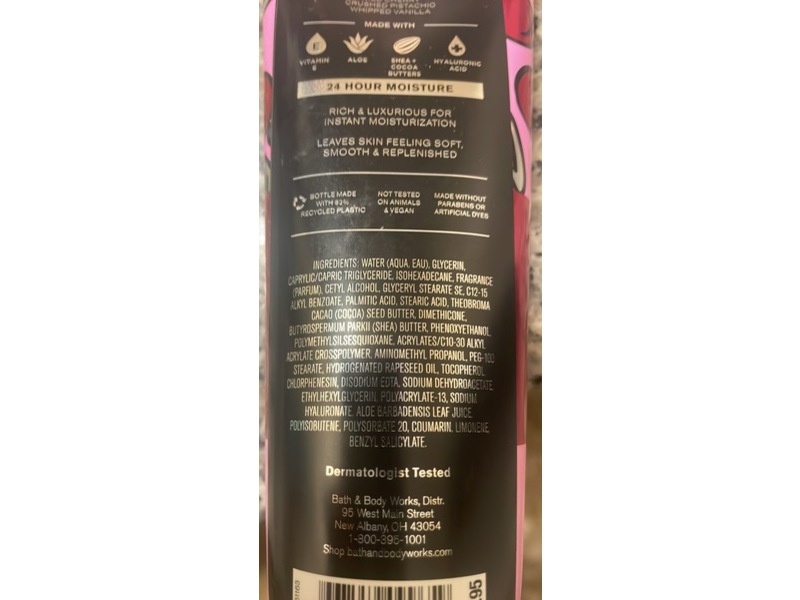 CRUSHED PISTACHIO
WHIPPED VANILLA
MADE WITH
E
VITAMIN E
ALOE
SHEA + COCOA BUTTERS
HYALURONIC ACID
24 HOUR MOISTURE
RICH & LUXURIOUS FOR
INSTANT MOISTURIZATION
LEAVES SKIN FEELING SOFT,
SMOOTH & REPLENISHED
BOTTLE MADE
WITH 83%
RECYCLED PLASTIC
NOT TESTED
ON ANIMALS
& VEGAN
MADE WITHOUT
PARABENS OR
ARTIFICIAL DYES
INGREDIENTS: WATER (AQUA, EAU), GLYCERIN,
CAPRYLIC/CAPRIC TRIGLYCERIDE, ISOHEXADECANE, FRAGRANCE
(PARFUM), CETYL ALCOHOL, GLYCERYL STEARATE SE, C12-15
ALKYL BENZOATE, PALMITIC ACID, STEARIC ACID, THEOBROMA
CACAO (COCOA) SEED BUTTER, DIMETHICONE,
BUTYROSPERMUM PARKII (SHEA) BUTTER, PHENOXYETHANOL,
POLYMETHYLSILSESQUIOXANE, ACRYLATES/C10-30 ALKYL
ACRYLATE CROSSPOLYMER, AMINOMETHYL PROPANOL, PEG-100
STEARATE, HYDROGENATED RAPESEED OIL, TOCOPHEROL,
CHLORPHENESIN, DISODIUM EDTA, SODIUM DEHYDROACETATE,
ETHYLHEXYLGLYCERIN, POLYACRYLATE-13, SODIUM
HYALURONATE, ALOE BARBADENSIS LEAF JUICE,
POLYISOBUTENE, POLYSORBATE 20, COUMARIN, LIMONENE,
BENZYL SALICYLATE.
Dermatologist Tested
Bath & Body Works, Distr.
95 West Main Street
New Albany, OH 43054
1-800-395-1001
Shop bathandbodyworks.com
.95